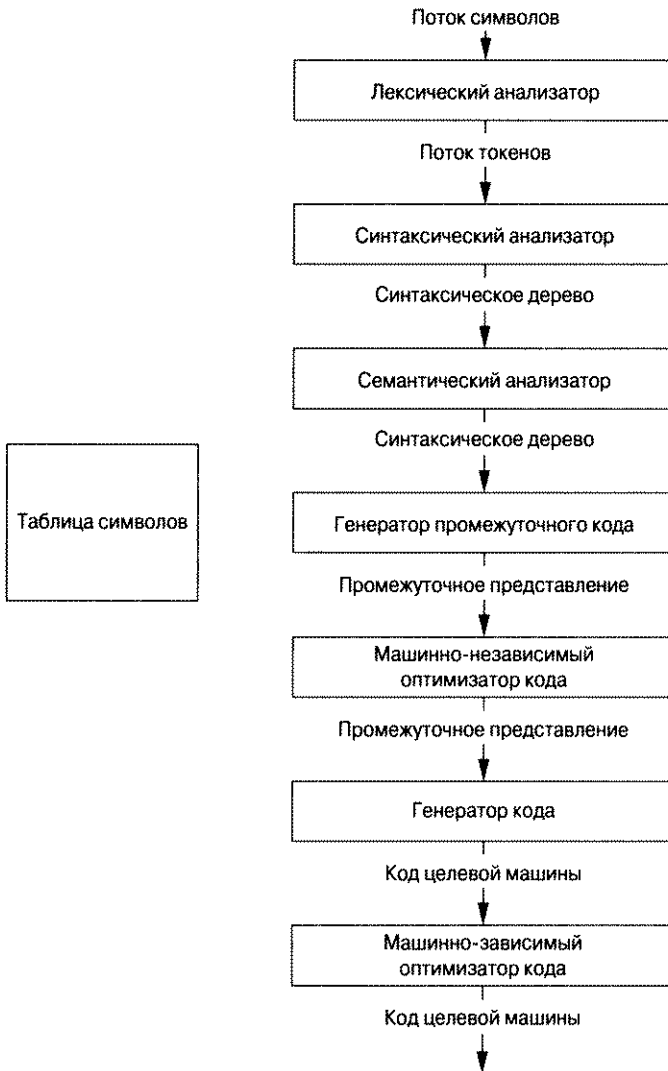 Поток символов
Лексический анализатор
Поток токенов
Синтаксический анализатор
Синтаксическое дерево
Семантический анализатор
Синтаксическое дерево
Таблица символов
Генератор промежуточного кода
Промежуточное представление
Машинно-независимый
оптимизатор кода
Промежуточное представление
Генератор кода
Код целевой машины
Машинно-зависимый
оптимизатор кода
Код целевой машины